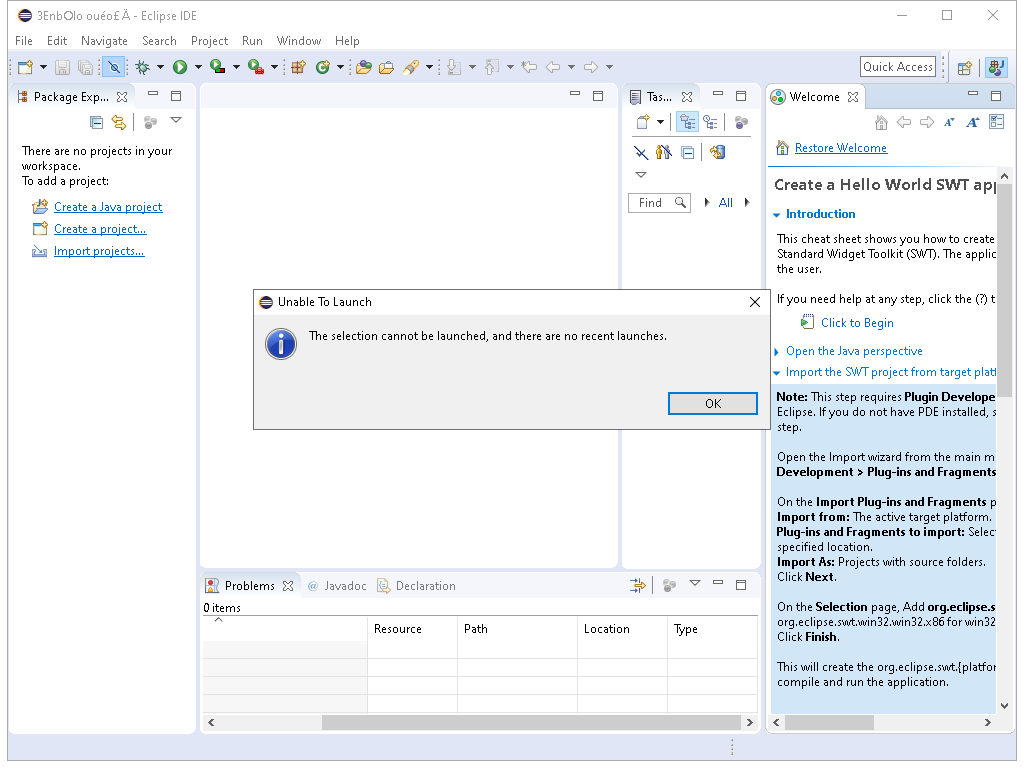 3EnbOlo ouéo£Ä - Eclipse IDE
File Edit Navigate Search Project Run Window Help
Quick Access
Package Exp...
There are no projects in your
workspace.
To add a project:
Create a Java project
Create a project...
Import projects...
Tas...
Find
All
Welcome
Restore Welcome
Create a Hello World SWT app
Introduction
This cheat sheet shows you how to create
Standard Widget Toolkit (SWT). The applic
the user.
If you need help at any step, click the (?) t
Click to Begin
Open the Java perspective
Import the SWT project from target platf
Note: This step requires Plugin Develope
Eclipse. If you do not have PDE installed, s
step.
Open the Import wizard from the main m
Development > Plug-ins and Fragments
On the Import Plug-ins and Fragments p
Import from: The active target platform.
Plug-ins and Fragments to import: Selec
specified location.
Import As: Projects with source folders.
Click Next.
On the Selection page, Add org.eclipse.s
org.eclipse.swt.win32.win32.x86 for win32
Click Finish.
This will create the org.eclipse.swt.{platfor
compile and run the application.
Unable To Launch
The selection cannot be launched, and there are no recent launches.
OK
Problems @ Javadoc Declaration
0 items
Resource Path Location Type